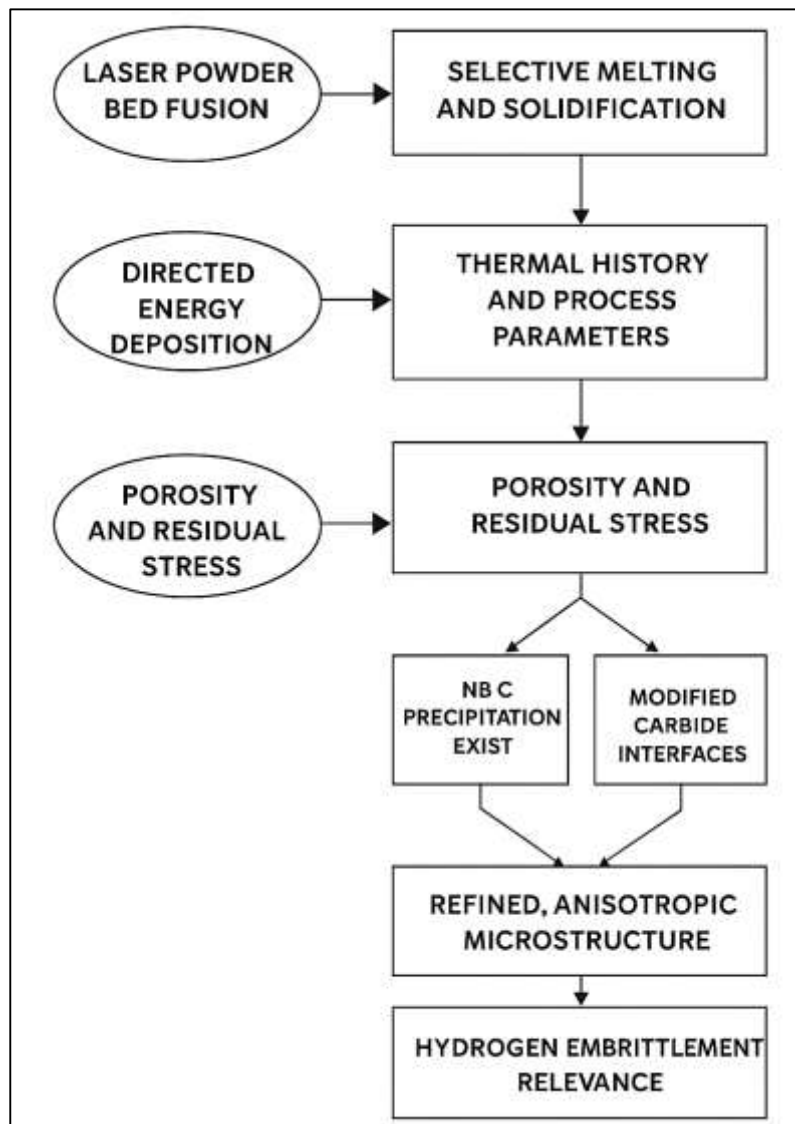 LASER POWDER
BED FUSION
SELECTIVE MELTING
AND SOLIDIFICATION
DIRECTED
ENERGY
DEPOSITION
THERMAL HISTORY
AND PROCESS
PARAMETERS
POROSITY
AND RESIDUAL
STRESS
POROSITY AND
RESIDUAL STRESS
NB C
PRECIPITATION
EXIST
MODIFIED
CARBIDE
INTERFACES
REFINED, ANISOTROPIC
MICROSTRUCTURE
HYDROGEN EMBRITTLEMENT
RELEVANCE